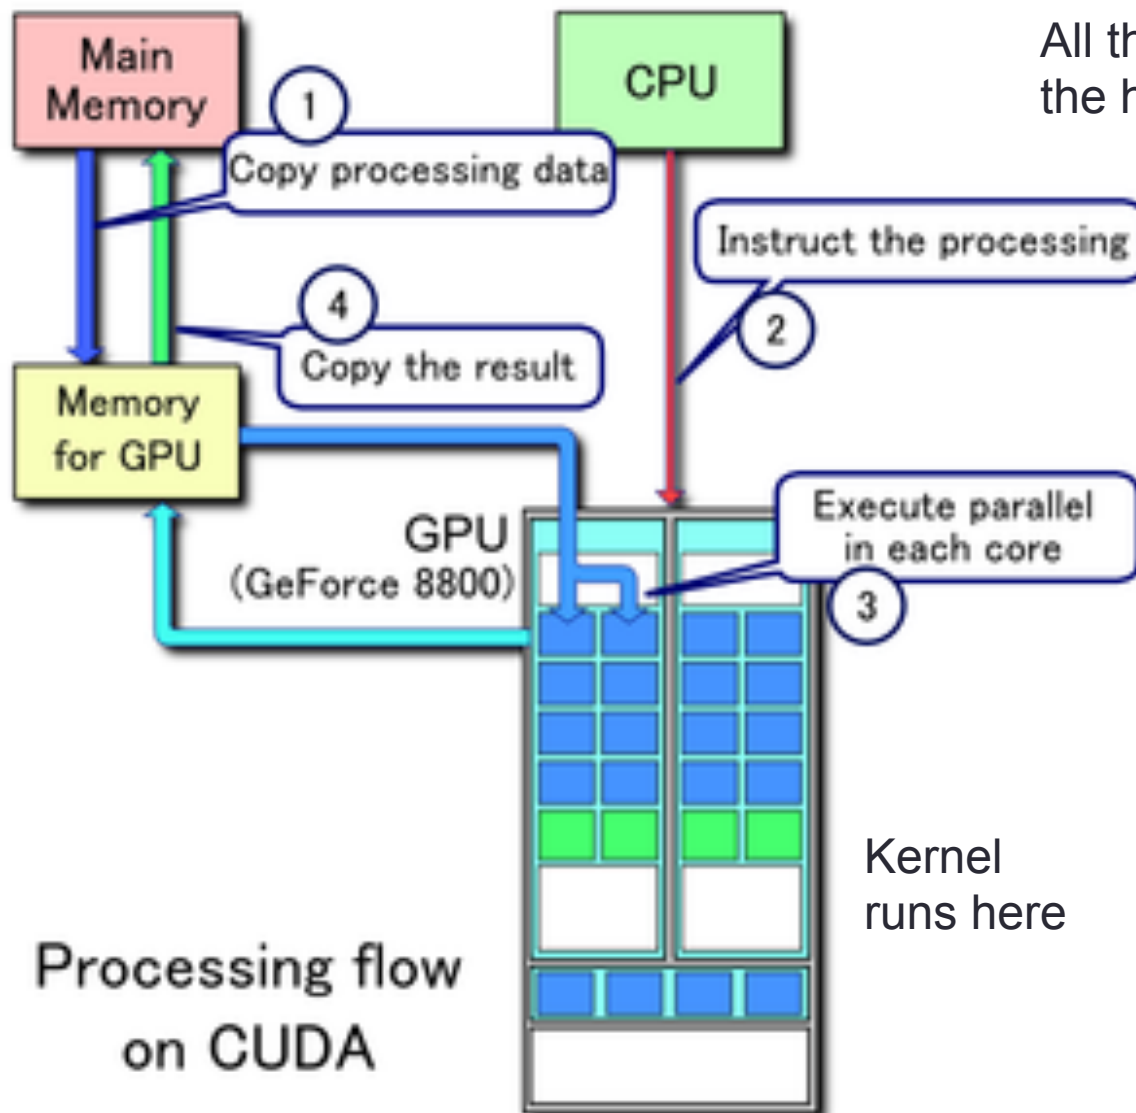 Main
Memory
CPU
All th
the h
1
Copy processing data
Instruct the processing
2
4
Copy the result
Memory
for GPU
GPU
(GeForce 8800)
Execute parallel
in each core
3
Kernel
runs here
Processing flow
on CUDA